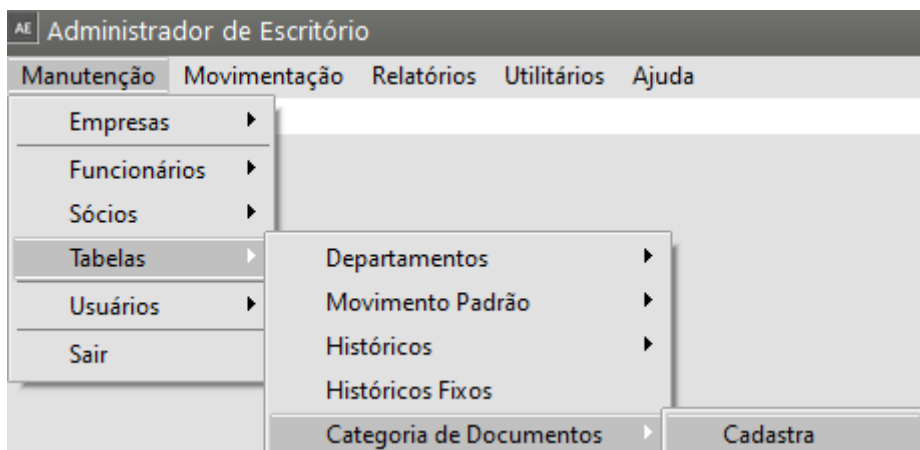 AE Administrador de Escritório
Manutenção Movimentação Relatórios Utilitários Ajuda
Empresas
Funcionários
Sócios
Tabelas
Usuários
Sair
Departamentos
Movimento Padrão
Históricos
Históricos Fixos
Categoria de Documentos
Cadastra